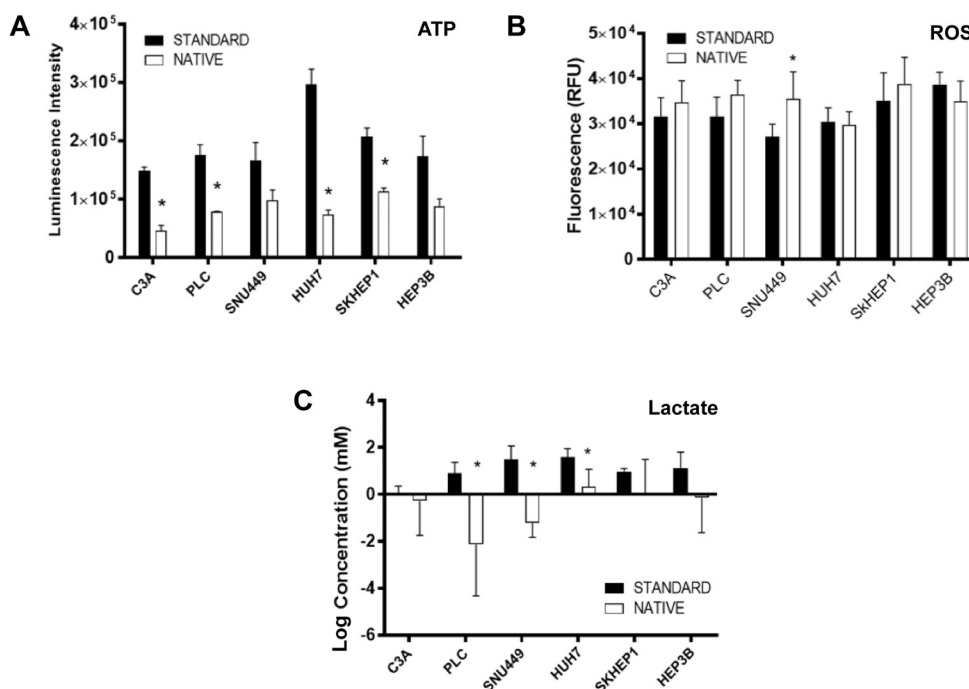 A
ATP
STANDARD
NATIVE
Luminescence Intensity
4×10⁵
3×10⁵
2×10⁵
1×10⁵
0
*
*
*
*
C3A
PLC
SNU449
HUH7
SKHEP1
HEP3B
B
ROS
STANDARD
NATIVE
Fluorescence (RFU)
5×10⁴
4×10⁴
3×10⁴
2×10⁴
1×10⁴
0
*
C3A
PLC
SNU449
HUH7
SkHEP1
HEP3B
C
Lactate
Log Concentration (mM)
4
2
0
-2
-4
-6
*
*
*
STANDARD
NATIVE
C3A
PLC
SNU449
HUH7
SKHEP1
HEP3B